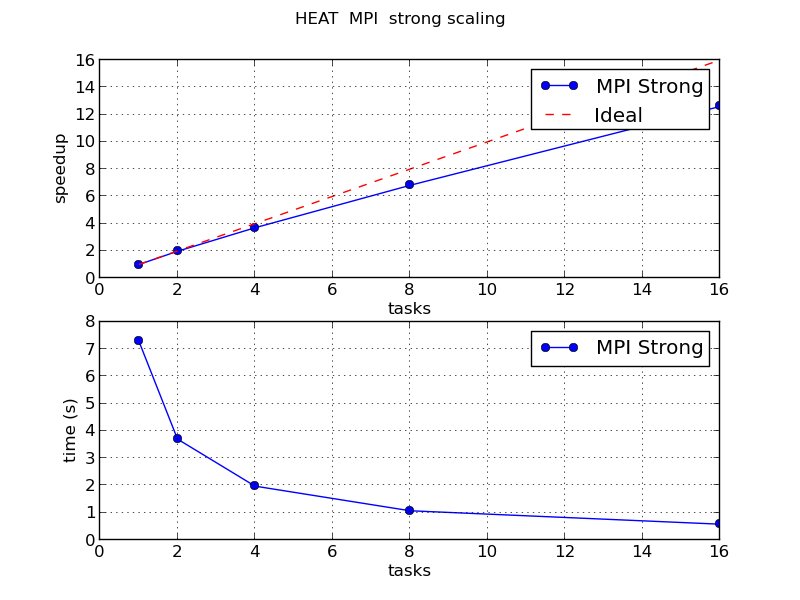 HEAT  MPI  strong scaling
16
14
12
10
8
6
4
2
0
speedup
MPI Strong
Ideal
0 2 4 6 8 10 12 14 16
tasks
8
7
6
5
4
3
2
1
0
time (s)
MPI Strong
0 2 4 6 8 10 12 14 16
tasks